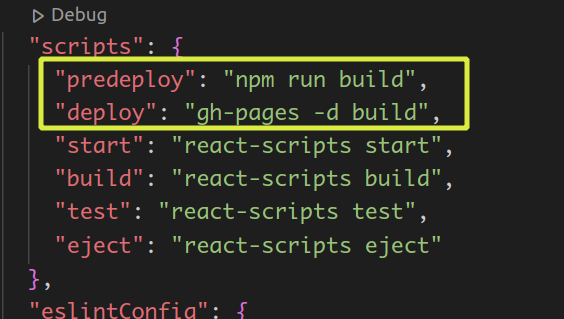 Debug
"scripts": {
"predeploy": "npm run build",
"deploy": "gh-pages -d build",
"start": "react-scripts start",
"build": "react-scripts build",
"test": "react-scripts test",
"eject": "react-scripts eject"
},
"eslintConfig": {